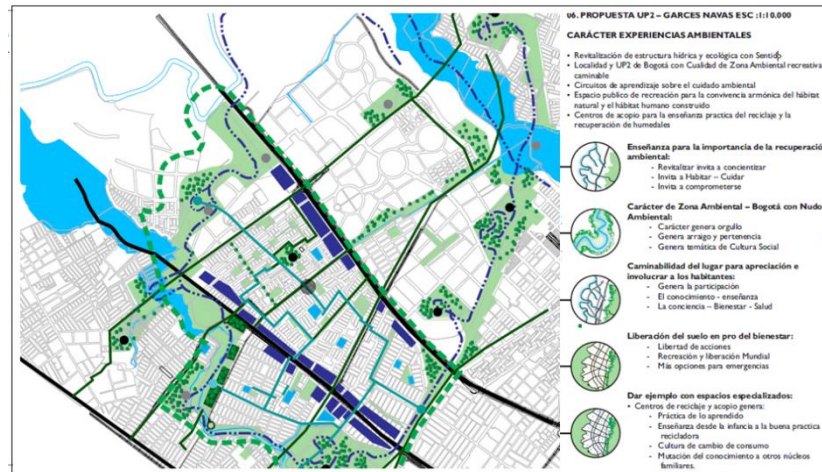 06. PROPUESTA UP2 – GARCES NAVAS ESC :1:10.000
CARÁCTER EXPERIENCIAS AMBIENTALES
• Revitalización de estructura hídrica y ecológica con Sentido
• Localidad y UP2 de Bogotá con Cualidad de Zona Ambiental recreativa
caminable
• Circuitos de aprendizaje sobre el cuidado ambiental
• Espacio publico de recreación para la convivencia armónica del hábitat
natural y el hábitat humano construido
• Centros de acopio para la enseñanza practica del reciclaje y la
recuperación de humedales
Enseñanza para la importancia de la recuperació
ambiental:
- Revitalizar invita a concientizar
- Invita a Habitar – Cuidar
- Invita a comprometerse
Carácter de Zona Ambiental – Bogotá con Nudo
Ambiental:
- Carácter genera orgullo
- Genera arraigo y pertenencia
- Genera temática de Cultura Social
Caminabilidad del lugar para apreciación e
involucrar a los habitantes:
- Genera la participación
- El conocimiento - enseñanza
- La conciencia – Bienestar - Salud
Liberación del suelo en pro del bienestar:
- Libertad de acciones
- Recreación y liberación Mundial
- Más opciones para emergencias
Dar ejemplo con espacios especializados:
• Centros de reciclaje y acopio genera:
- Práctica de lo aprendido
- Enseñanza desde la infancia a la buena practica
recicladora
- Cultura de cambio de consumo
- Mutación del conocimiento a otros núcleos
familiares.